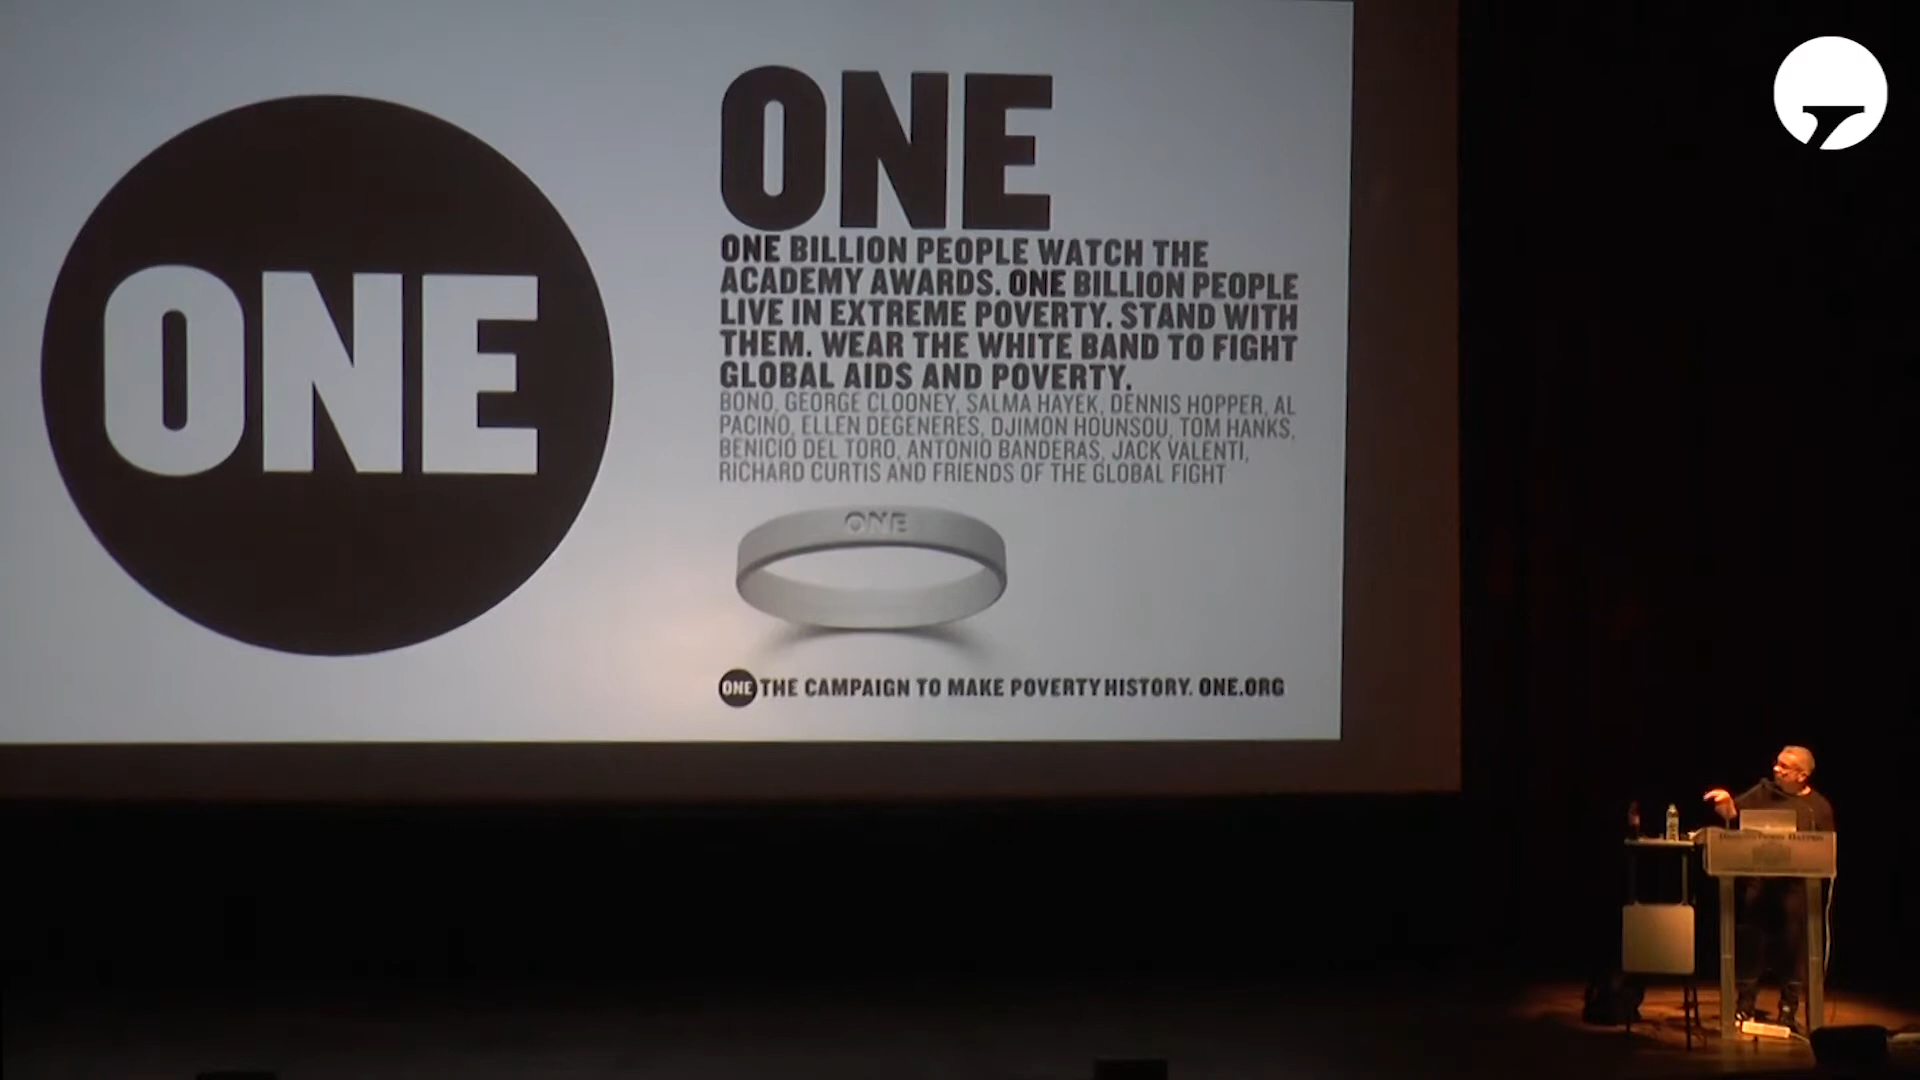 ONE
ONE
ONE BILLION PEOPLE WATCH THE
ACADEMY AWARDS. ONE BILLION PEOPLE
LIVE IN EXTREME POVERTY. STAND WITH
THEM. WEAR THE WHITE BAND TO FIGHT
GLOBAL AIDS AND POVERTY.
BONO, GEORGE CLOONEY, SALMA HAYEK, DENNIS HOPPER, AL
PACINO, ELLEN DEGENERES, DJIMON HOUNSOU, TOM HANKS,
BENICIO DEL TORO, ANTONIO BANDERAS, JACK VALENTI,
RICHARD CURTIS AND FRIENDS OF THE GLOBAL FIGHT
ONE
ONE THE CAMPAIGN TO MAKE POVERTY HISTORY. ONE.ORG